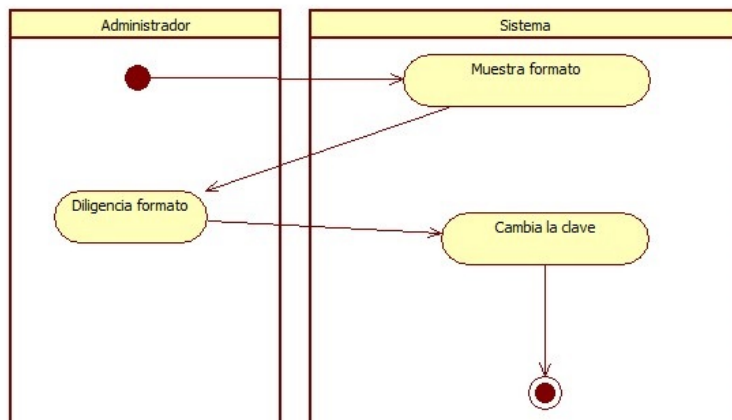 Administrador
Sistema
Muestra formato
Diligencia formato
Cambia la clave